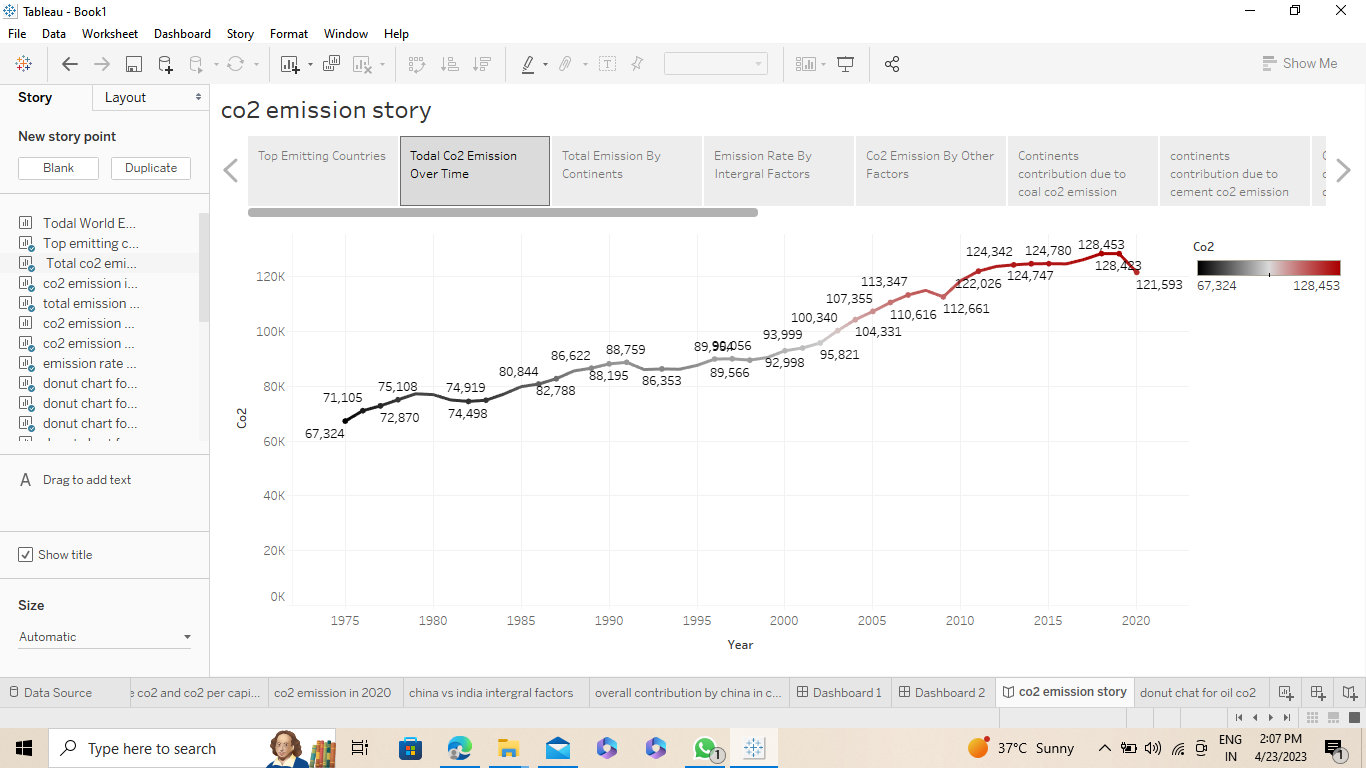 Tableau - Book1
File Data Worksheet Dashboard Story Format Window Help
Show Me
Story Layout
New story point
Blank Duplicate
Todal World E...
Top emitting c...
Total co2 emi...
co2 emission i...
total emission ...
co2 emission ...
co2 emission ...
emission rate ...
donut chart fo...
donut chart fo...
donut chart fo...
A Drag to add text
Show title
Size
Automatic
co2 emission story
Top Emitting Countries
Todal Co2 Emission
Over Time
Total Emission By
Continents
Emission Rate By
Intergral Factors
Co2 Emission By Other
Factors
Continents
contribution due to
coal co2 emission
continents
contribution due to
cement co2 emission
Co2
120K
100K
80K
60K
40K
20K
0K
67,324
71,105
72,870
75,108
74,919
74,498
80,844
82,788
86,622
88,195
88,759
86,353
90,056
89,566
93,999
92,998
95,821
100,340
104,331
107,355
110,616
113,347
112,661
122,026
124,342
124,747
124,780
128,453
128,423
121,593
1975 1980 1985 1990 1995 2000 2005 2010 2015 2020
Year
Co2
67,324 128,453
Data Source
e co2 and co2 per capi...
co2 emission in 2020
china vs india intergral factors
overall contribution by china in c...
Dashboard 1
Dashboard 2
co2 emission story
donut chat for oil co2
Type here to search
1
37°C Sunny
ENG
IN
2:07 PM
4/23/2023
1